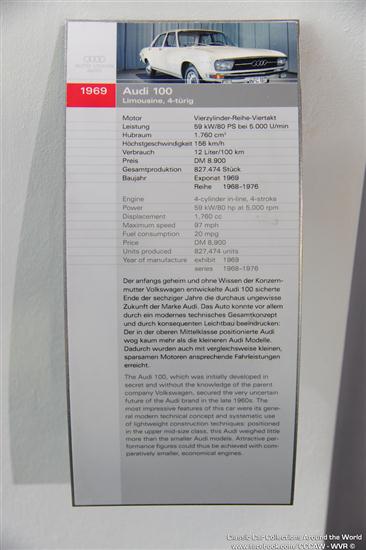 1969
Audi 100
Limousine, 4-türig
Motor Vierzylinder-Reihe-Viertakt
Leistung 59 kW/80 PS bei 5.000 U/min
Hubraum 1.760 cm³
Höchstgeschwindigkeit 156 km/h
Verbrauch 12 Liter/100 km
Preis DM 8.900
Gesamtproduktion 827.474 Stück
Baujahr Exponat 1969
Reihe 1968–1976
Engine 4-cylinder in-line, 4-stroke
Power 59 kW/80 hp at 5,000 rpm
Displacement 1,760 cc
Maximum speed 97 mph
Fuel consumption 20 mpg
Price DM 8,900
Units produced 827,474 units
Year of manufacture exhibit 1969
series 1968–1976
Der anfangs geheim und ohne Wissen der Konzern-
mutter Volkswagen entwickelte Audi 100 sicherte
Ende der sechziger Jahre die durchaus ungewisse
Zukunft der Marke Audi. Das Auto konnte vor allem
durch ein modernes technisches Gesamtkonzept
und durch konsequenten Leichtbau beeindrucken:
Der in der oberen Mittelklasse positionierte Audi
wog kaum mehr als die kleineren Audi Modelle.
Dadurch wurden auch mit vergleichsweise kleinen,
sparsamen Motoren ansprechende Fahrleistungen
erreicht.
The Audi 100, which was initially developed in
secret and without the knowledge of the parent
company Volkswagen, secured the very uncertain
future of the Audi brand in the late 1960s. The
most impressive features of this car were its gene-
ral modern technical concept and systematic use
of lightweight construction techniques: positioned
in the upper mid-size class, this Audi weighed little
more than the smaller Audi models. Attractive per-
formance figures could thus be achieved with com-
paratively smaller, economical engines.
Classic Car Collections Around the World
www.facebook.com/CCCAW - WVR ©